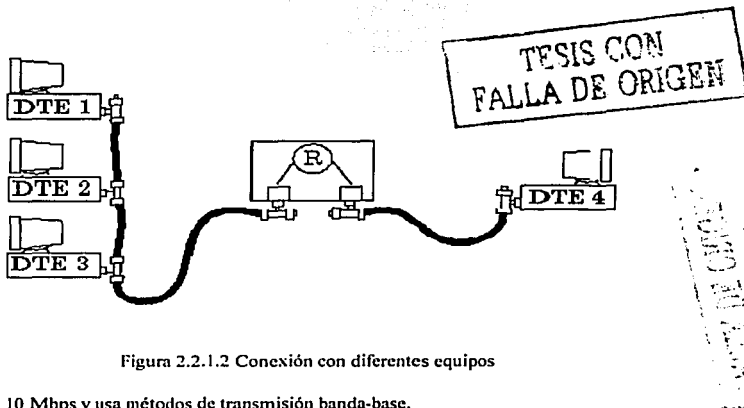 TESIS CON
FALLA DE ORIGEN
DTE 1
DTE 2
DTE 3
R
DTE 4
Figura 2.2.1.2 Conexión con diferentes equipos
10 Mbps y usa métodos de transmisión banda-base.